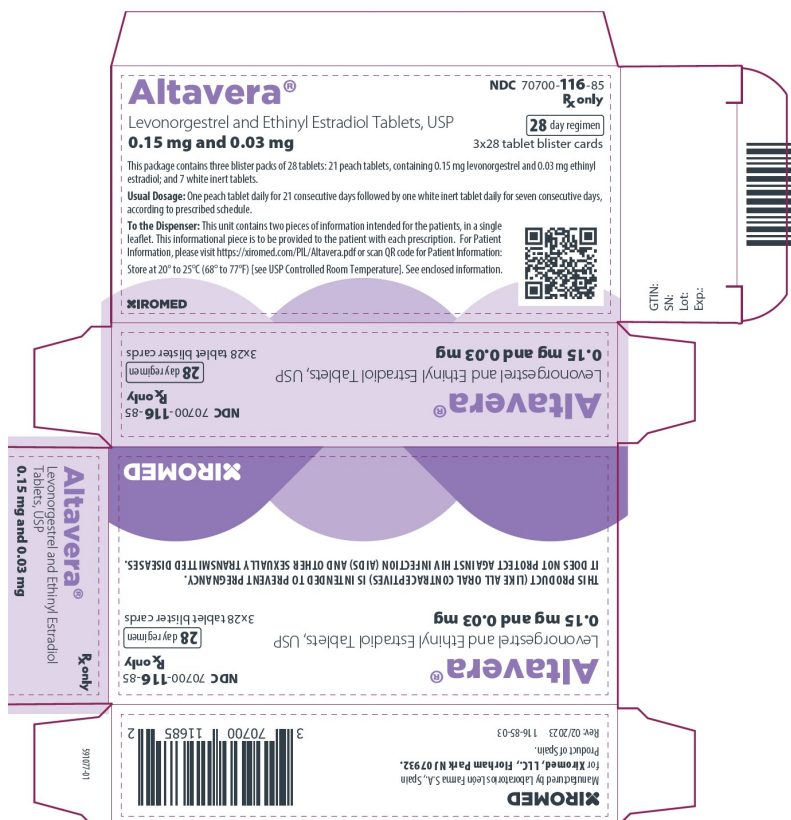 Altavera®
NDC 70700-116-85
Rx only
Levonorgestrel and Ethinyl Estradiol Tablets, USP
28 day regimen
0.15 mg and 0.03 mg
3x28 tablet blister cards
This package contains three blister packs of 28 tablets: 21 peach tablets, containing 0.15 mg levonorgestrel and 0.03 mg ethinyl
estradiol; and 7 white inert tablets.
Usual Dosage: One peach tablet daily for 21 consecutive days followed by one white inert tablet daily for seven consecutive days,
according to prescribed schedule.
To the Dispenser: This unit contains two pieces of information intended for the patients, in a single
leaflet. This informational piece is to be provided to the patient with each prescription. For Patient
Information, please visit https://xiromed.com/PIL/Altavera.pdf or scan QR code for Patient Information:
Store at 20° to 25°C (68° to 77°F) [see USP Controlled Room Temperature]. See enclosed information.
XIROMED
GTIN:
SN:
Lot:
Exp.:
Altavera®
NDC 70700-116-85
Rx only
Levonorgestrel and Ethinyl Estradiol Tablets, USP
28 day regimen
0.15 mg and 0.03 mg
3x28 tablet blister cards
Altavera®
Levonorgestrel and Ethinyl Estradiol
Tablets, USP
0.15 mg and 0.03 mg
Rx only
Altavera®
NDC 70700-116-85
Rx only
Levonorgestrel and Ethinyl Estradiol Tablets, USP
28 day regimen
0.15 mg and 0.03 mg
3x28 tablet blister cards
THIS PRODUCT (LIKE ALL ORAL CONTRACEPTIVES) IS INTENDED TO PREVENT PREGNANCY.
IT DOES NOT PROTECT AGAINST HIV INFECTION (AIDS) AND OTHER SEXUALLY TRANSMITTED DISEASES.
XIROMED
XIROMED
Manufactured by Laboratorios León Farma S.A., Spain
for Xiromed, LLC., Florham Park NJ 07932.
Product of Spain.
Rev: 02/2023 116-85-03
3 70700 11685 2
591077-01